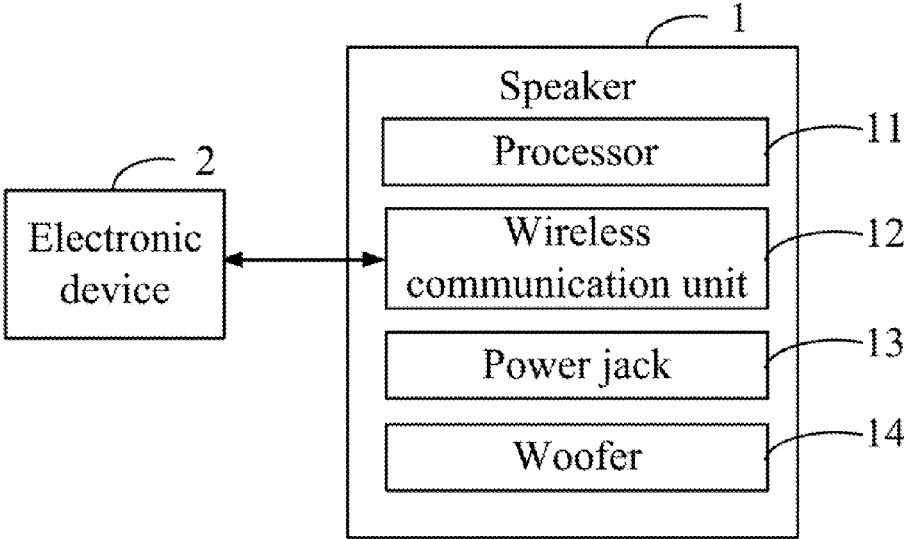 1
Speaker
Processor
11
2
Electronic
device
Wireless
communication unit
12
Power jack
13
Woofer
14